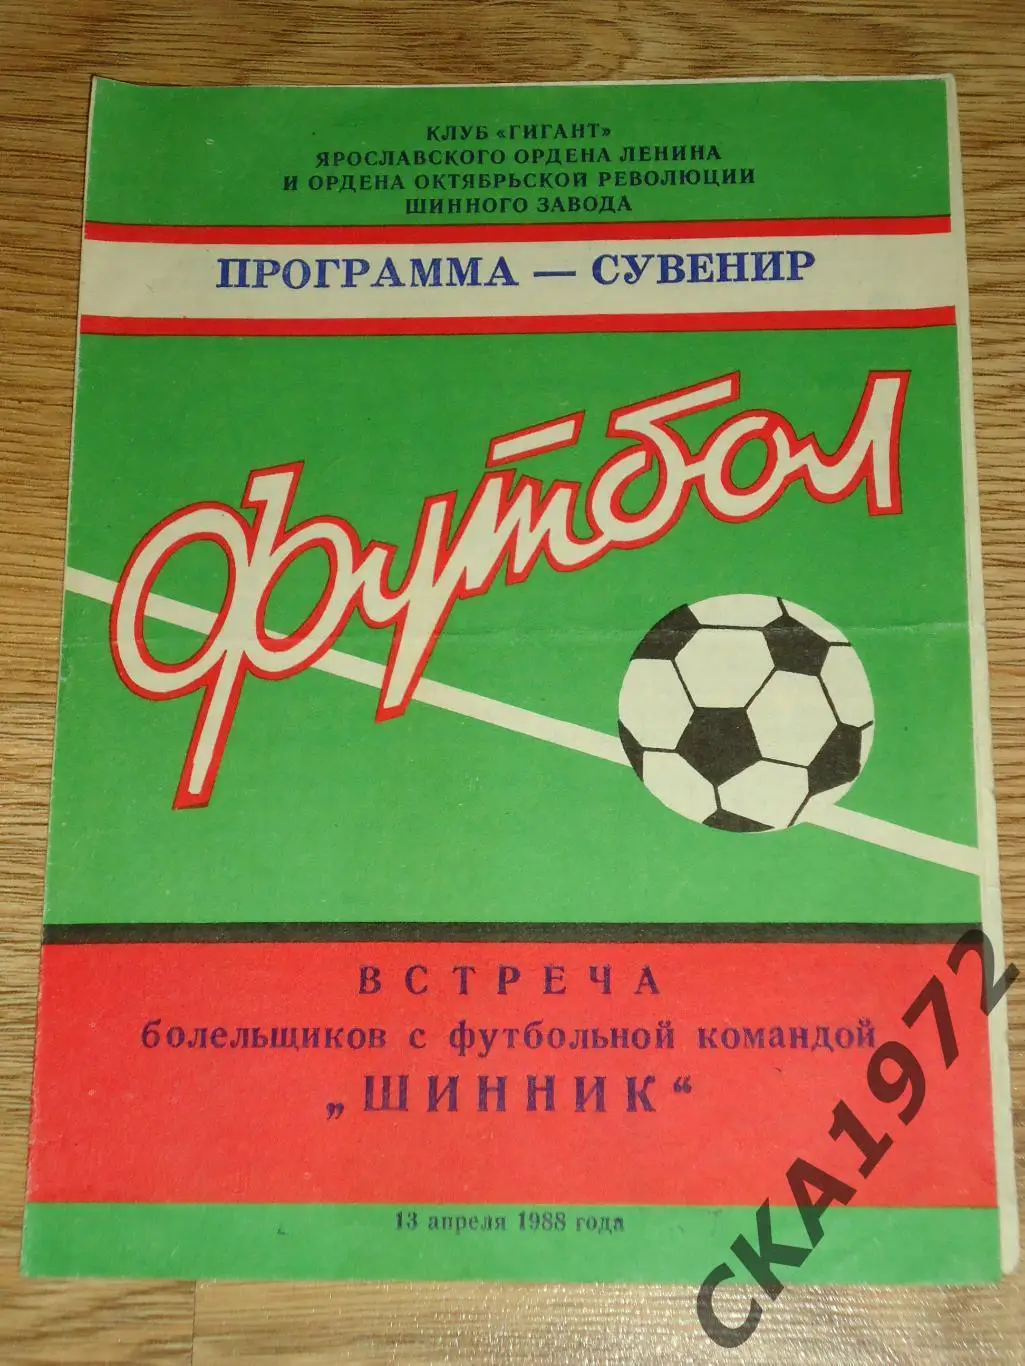 КЛУБ «ГИГАНТ»
ЯРОСЛАВСКОГО ОРДЕНА ЛЕНИНА
И ОРДЕНА ОКТЯБРЬСКОЙ РЕВОЛЮЦИИ
ШИННОГО ЗАВОДА
ПРОГРАММА — СУВЕНИР
Футбол
ВСТРЕЧА
болельщиков с футбольной командой
„ШИННИК“
13 апреля 1988 года
СКА1972